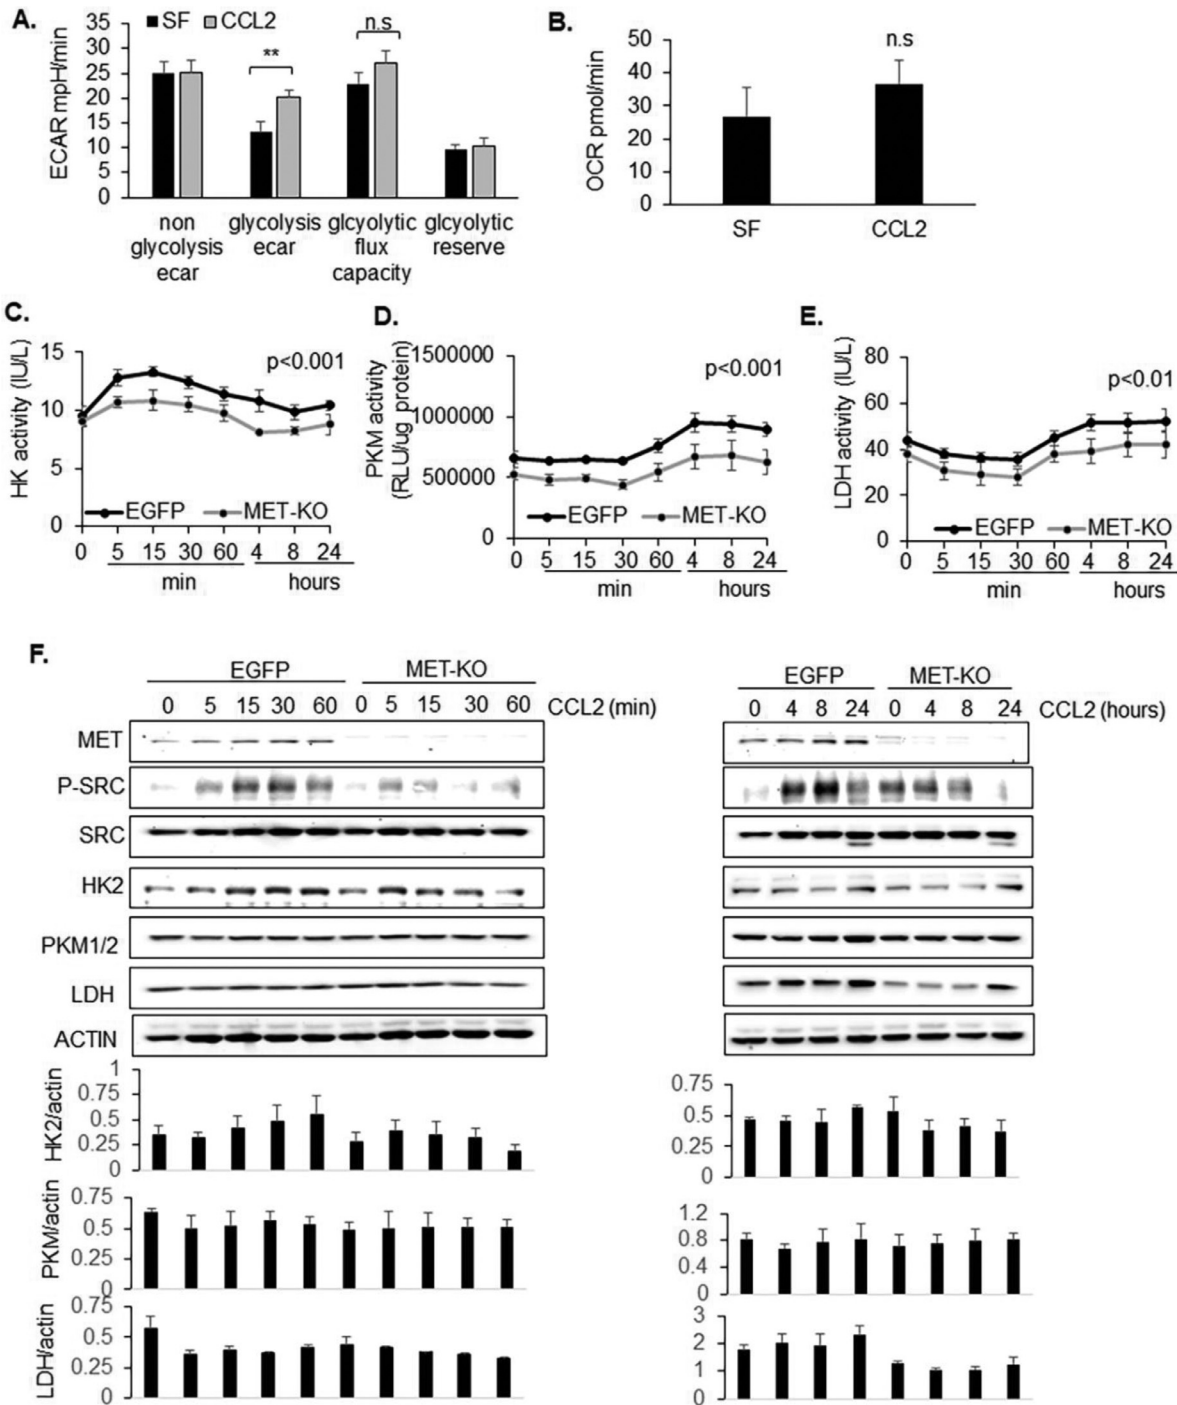 A.
ECAR mpH/min
35
30
25
20
15
10
5
0
SF CCL2
**
n.s
non glycolysis ecar
glycolysis ecar
glcyolytic flux capacity
glcyolytic reserve
B.
OCR pmol/min
50
40
30
20
10
0
n.s
SF CCL2
C.
HK activity (IU/L)
15
10
5
0
p<0.001
EGFP MET-KO
0 5 15 30 60 4 8 24
min hours
D.
PKM activity
(RLU/ug protein)
1500000
1000000
500000
0
p<0.001
EGFP MET-KO
0 5 15 30 60 4 8 24
min hours
E.
LDH activity (IU/L)
80
60
40
20
0
p<0.01
EGFP MET-KO
0 5 15 30 60 4 8 24
min hours
F.
EGFP MET-KO
0 5 15 30 60 0 5 15 30 60 CCL2 (min)
EGFP MET-KO
0 4 8 24 0 4 8 24 CCL2 (hours)
MET
P-SRC
SRC
HK2
PKM1/2
LDH
ACTIN
HK2/actin
1
0.75
0.5
0.25
0
0.75
0.5
0.25
0
PKM/actin
0.75
0.5
0.25
0
1.2
0.8
0.4
0
LDH/actin
0.75
0.5
0.25
0
3
2
1
0